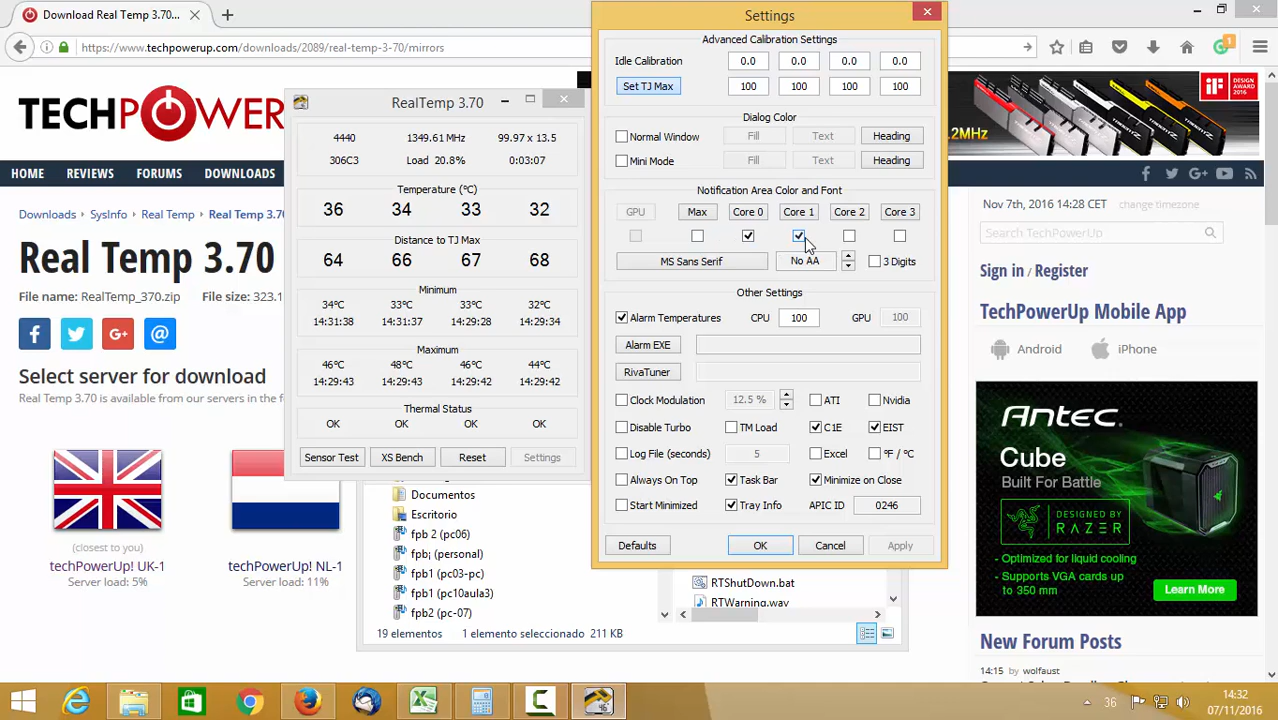 Download Real Temp 3.70...
https://www.techpowerup.com/downloads/2089/real-temp-3-70/mirrors
TECHPOWER
HOME REVIEWS FORUMS DOWNLOADS
Downloads › SysInfo › Real Temp › Real Temp 3.7
Real Temp 3.70
File name: RealTemp_370.zip File size: 323.1
Select server for download
Real Temp 3.70 is available from our servers in the f
(closest to you)
techPowerUp! UK-1
Server load: 5%
techPowerUp! NL-1
Server load: 11%
RealTemp 3.70
4440 1349.61 MHz 99.97 x 13.5
306C3 Load 20.8% 0:03:07
Temperature (°C)
36 34 33 32
Distance to TJ Max
64 66 67 68
Minimum
34°C 33°C 33°C 32°C
14:31:38 14:31:37 14:29:28 14:29:34
Maximum
46°C 48°C 46°C 44°C
14:29:43 14:29:43 14:29:42 14:29:42
Thermal Status
OK OK OK OK
Sensor Test XS Bench Reset Settings
Documentos
Escritorio
fpb 2 (pc06)
fpb; (personal)
fpb1 (pc03-pc)
fpb1 (pc10aula3)
fpb2 (pc-07)
RTShutDown.bat
RTWarning.wav
19 elementos 1 elemento seleccionado 211 KB
Settings
Advanced Calibration Settings
Idle Calibration 0.0 0.0 0.0 0.0
Set TJ Max 100 100 100 100
Dialog Color
Normal Window Fill Text Heading
Mini Mode Fill Text Heading
Notification Area Color and Font
GPU Max Core 0 Core 1 Core 2 Core 3
MS Sans Serif No AA 3 Digits
Other Settings
Alarm Temperatures CPU 100 GPU 100
Alarm EXE
RivaTuner
Clock Modulation 12.5 % ATI Nvidia
Disable Turbo TM Load C1E EIST
Log File (seconds) 5 Excel °F / °C
Always On Top Task Bar Minimize on Close
Start Minimized Tray Info APIC ID 0246
Defaults OK Cancel Apply
.2MHz
DESIGN
AWARD
2016
Nov 7th, 2016 14:28 CET change timezone
Search TechPowerUp
Sign in / Register
TechPowerUp Mobile App
Android iPhone
ANTEC
Cube
Built For Battle
DESIGNED BY
RAZER
- Optimized for liquid cooling
- Supports VGA cards up
to 350 mm
Learn More
New Forum Posts
14:15 by wolfaust
36
14:32
07/11/2016